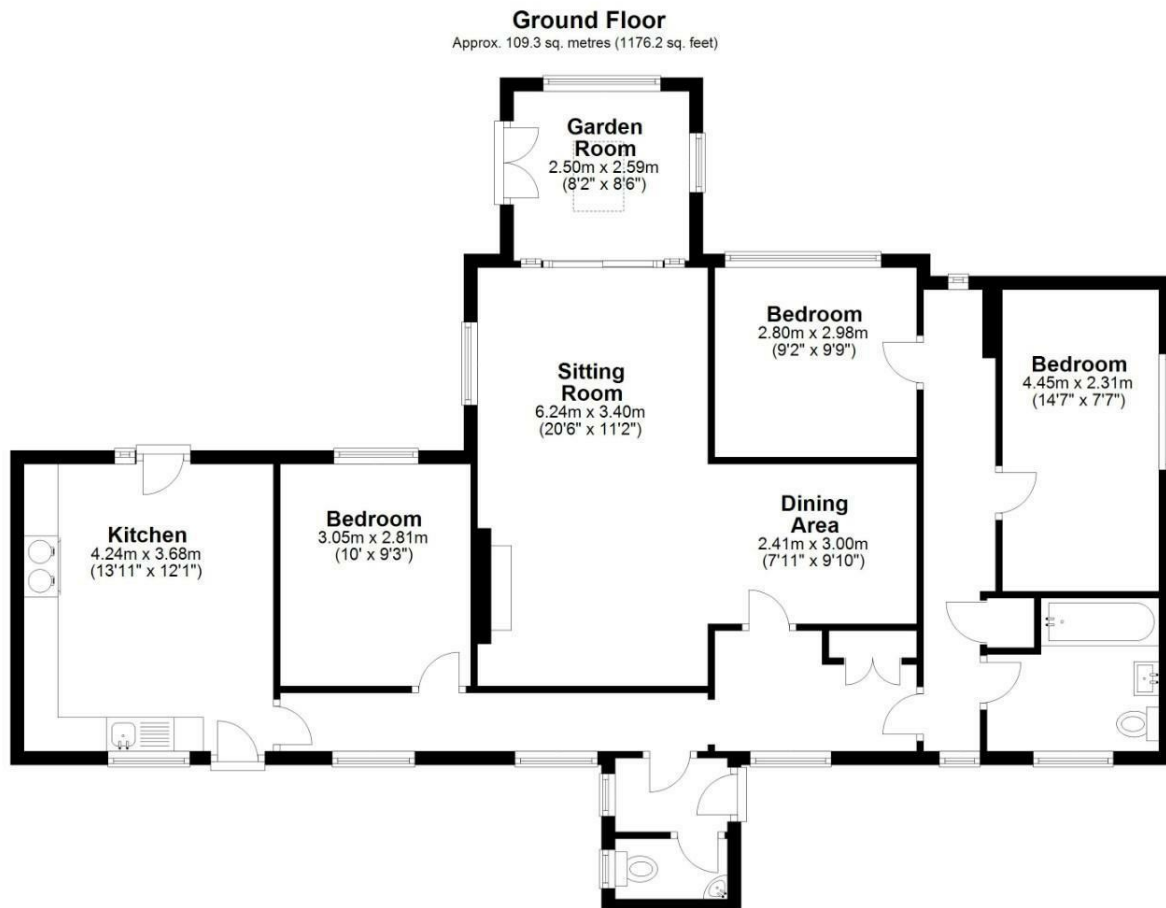 Ground Floor
Approx. 109.3 sq. metres (1176.2 sq. feet)
Garden
Room
2.50m x 2.59m
(8'2" x 8'6")
Bedroom
2.80m x 2.98m
(9'2" x 9'9")
Bedroom
4.45m x 2.31m
(14'7" x 7'7")
Sitting
Room
6.24m x 3.40m
(20'6" x 11'2")
Kitchen
4.24m x 3.68m
(13'11" x 12'1")
Bedroom
3.05m x 2.81m
(10' x 9'3")
Dining
Area
2.41m x 3.00m
(7'11" x 9'10")